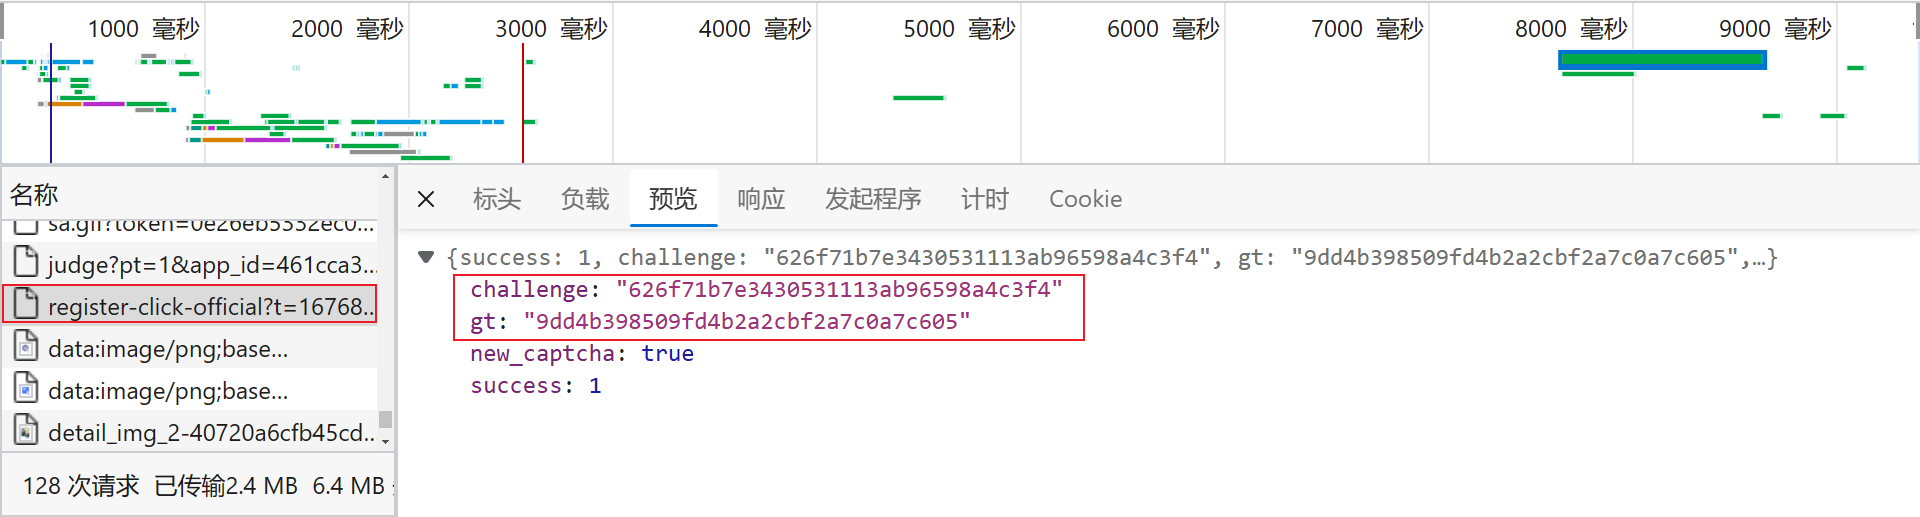 1000 毫秒 2000 毫秒 3000 毫秒 4000 毫秒 5000 毫秒 6000 毫秒 7000 毫秒 8000 毫秒 9000 毫秒
名称
标头 负载 预览 响应 发起程序 计时 Cookie
sa.gif?token=0e26eb5332ec0...
judge?pt=1&app_id=461cca3...
register-click-official?t=16768...
data:image/png;base...
data:image/png;base...
detail_img_2-40720a6cfb45cd...
128 次请求 已传输2.4 MB 6.4 MB
{success: 1, challenge: "626f71b7e3430531113ab96598a4c3f4", gt: "9dd4b398509fd4b2a2cbf2a7c0a7c605",…}
challenge: "626f71b7e3430531113ab96598a4c3f4"
gt: "9dd4b398509fd4b2a2cbf2a7c0a7c605"
new_captcha: true
success: 1